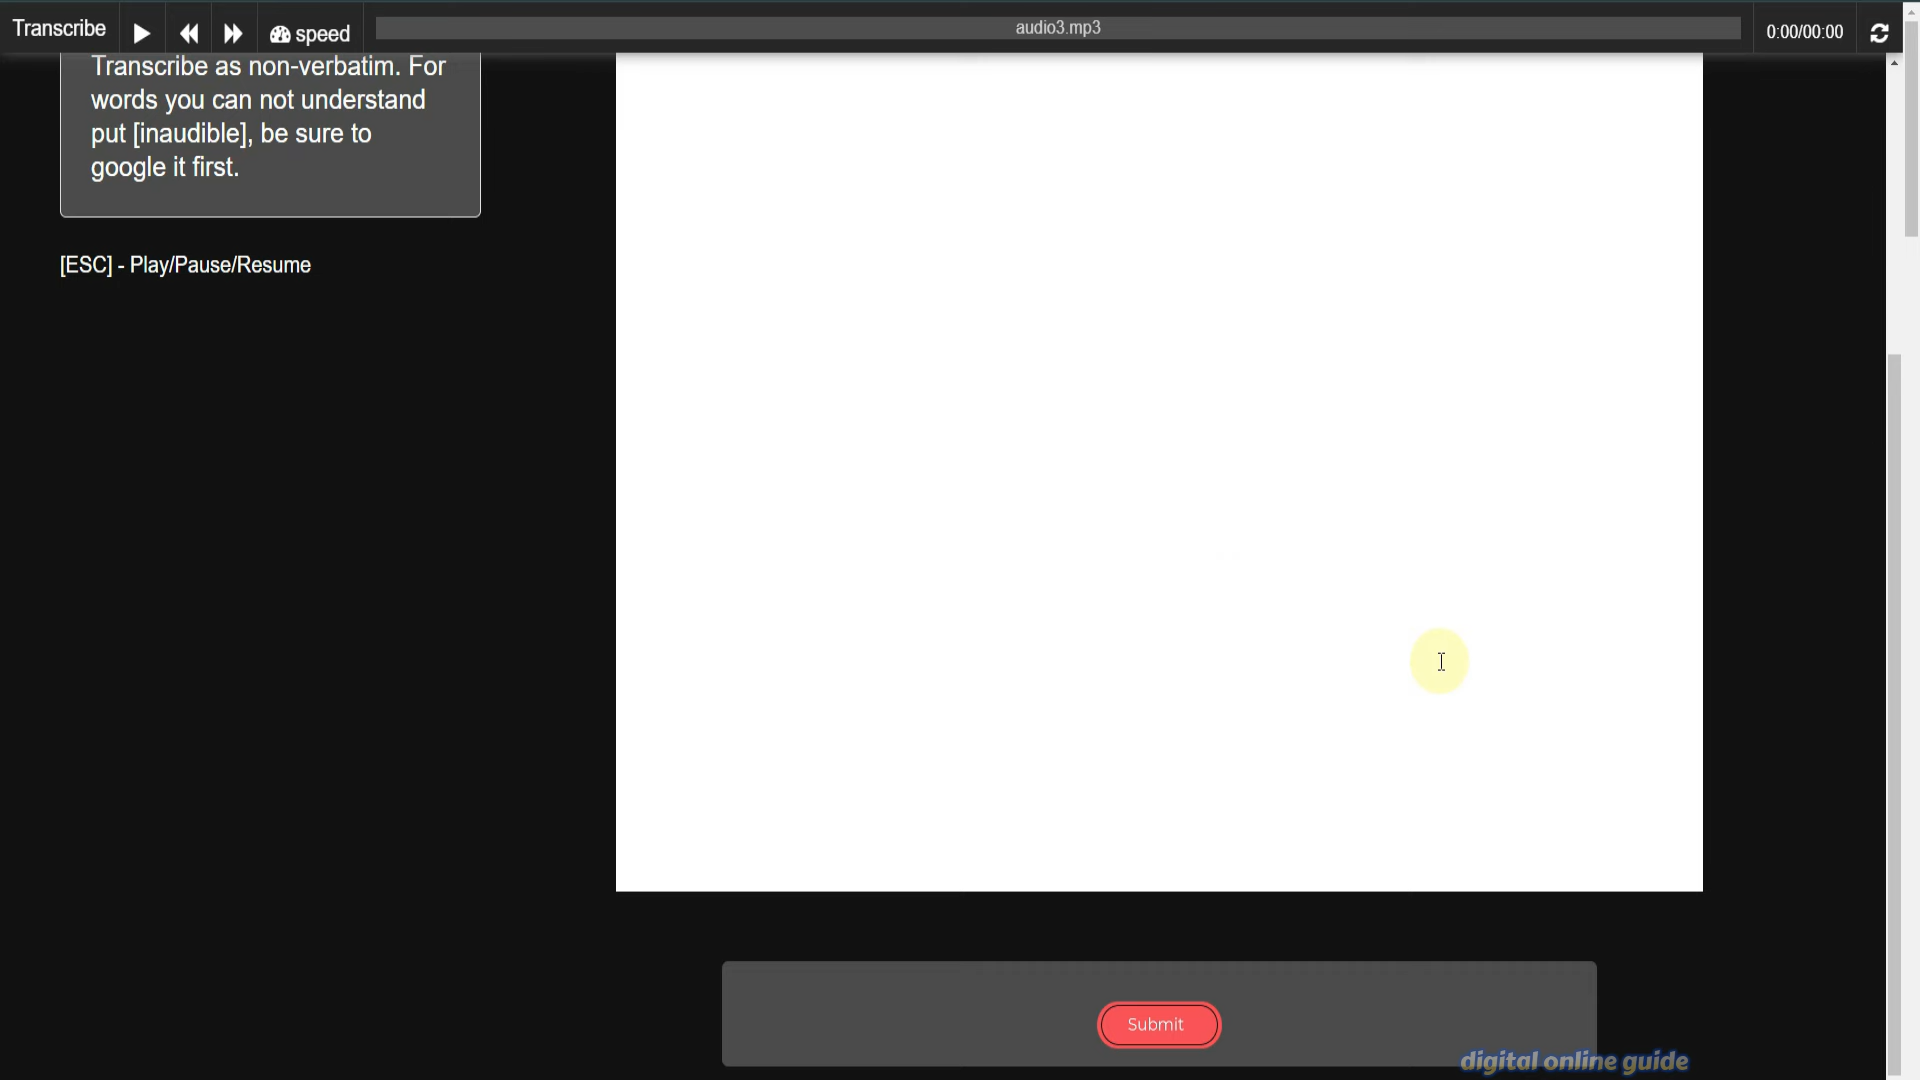 Transcribe
speed
audio3.mp3
0:00/00:00
Transcribe as non-verbatim. For
words you can not understand
put [inaudible], be sure to
google it first.
[ESC] - Play/Pause/Resume
Submit
digital online guide